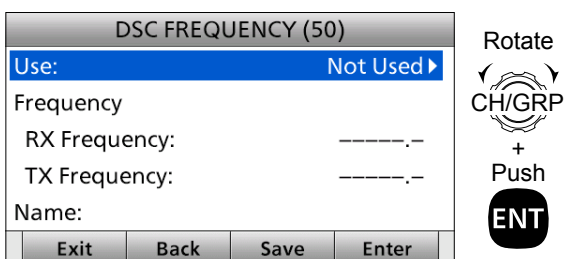 DSC FREQUENCY (50)
Use: Not Used
Frequency
RX Frequency: –––––.–
TX Frequency: –––––.–
Name:
Exit Back Save Enter
Rotate
CH/GRP
+
Push
ENT